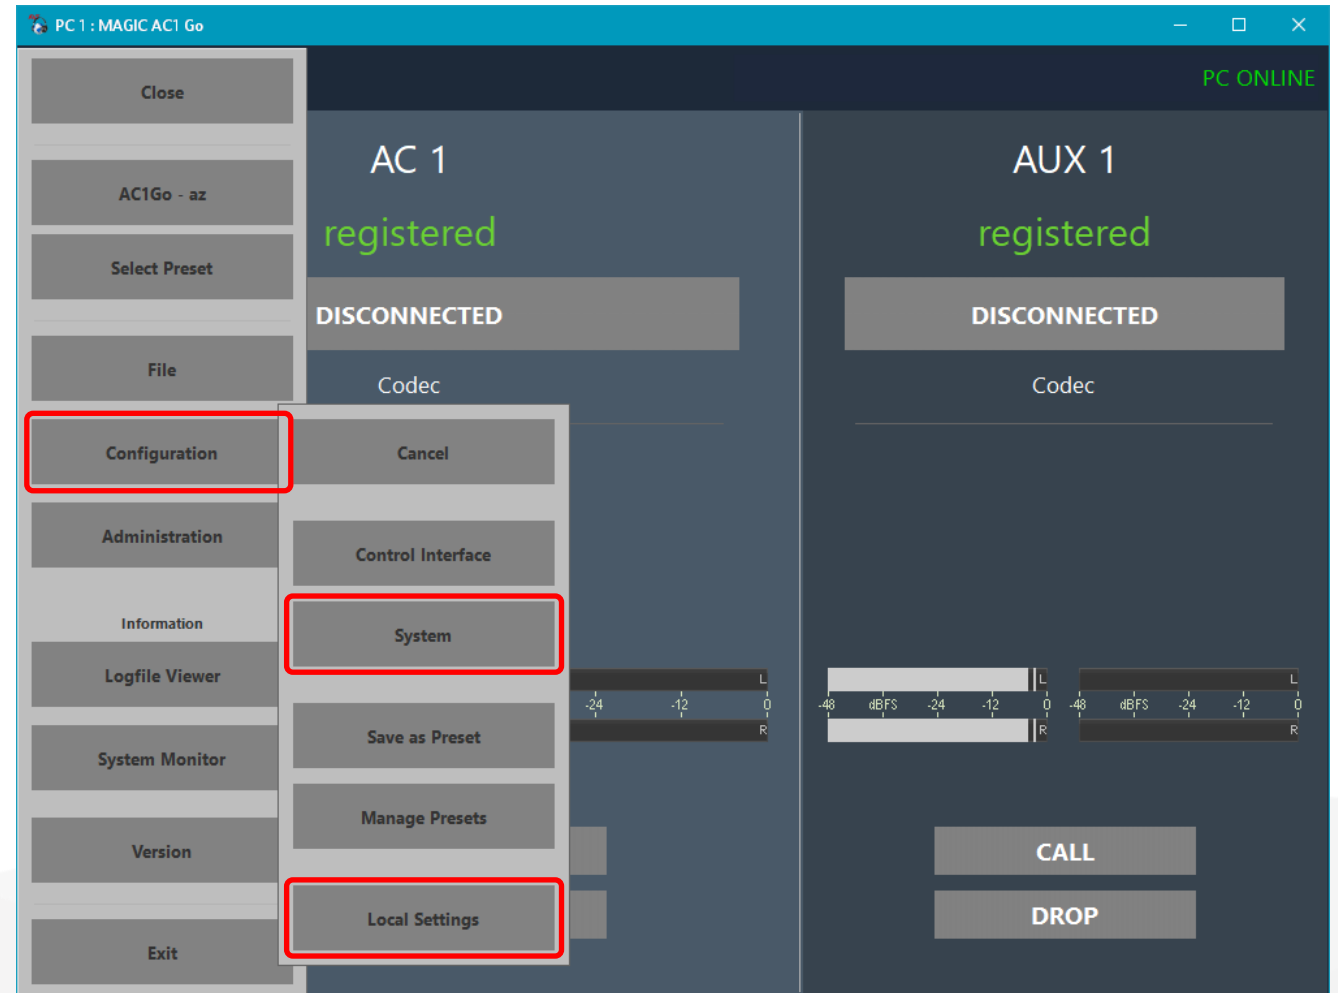 PC 1 : MAGIC AC1 Go
PC ONLINE
Close
AC1Go - az
Select Preset
File
Configuration
Administration
Information
Logfile Viewer
System Monitor
Version
Exit
Cancel
Control Interface
System
Save as Preset
Manage Presets
Local Settings
AC 1
registered
DISCONNECTED
Codec
L
-24 -12 0
R
AUX 1
registered
DISCONNECTED
Codec
L L
-48 dBFS -24 -12 0 -48 dBFS -24 -12 0
R R
CALL
DROP